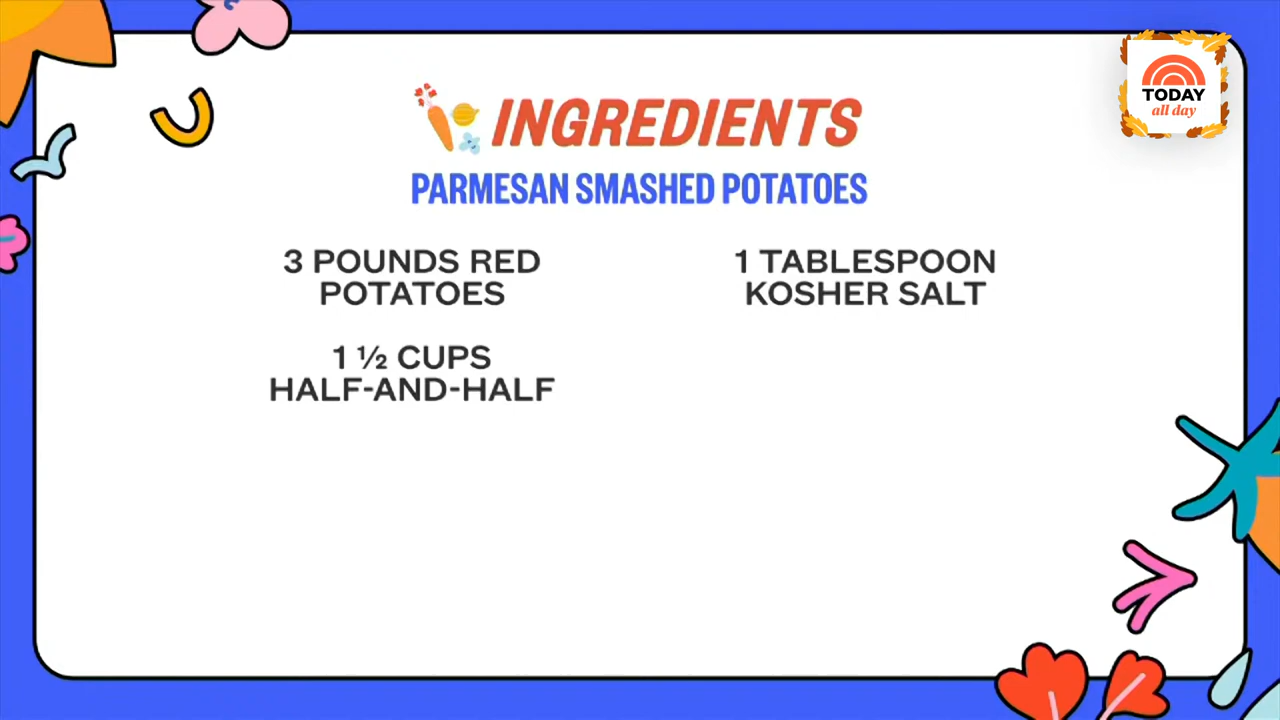 TODAY
all day
INGREDIENTS
PARMESAN SMASHED POTATOES
3 POUNDS RED
POTATOES
1 TABLESPOON
KOSHER SALT
1 ½ CUPS
HALF-AND-HALF